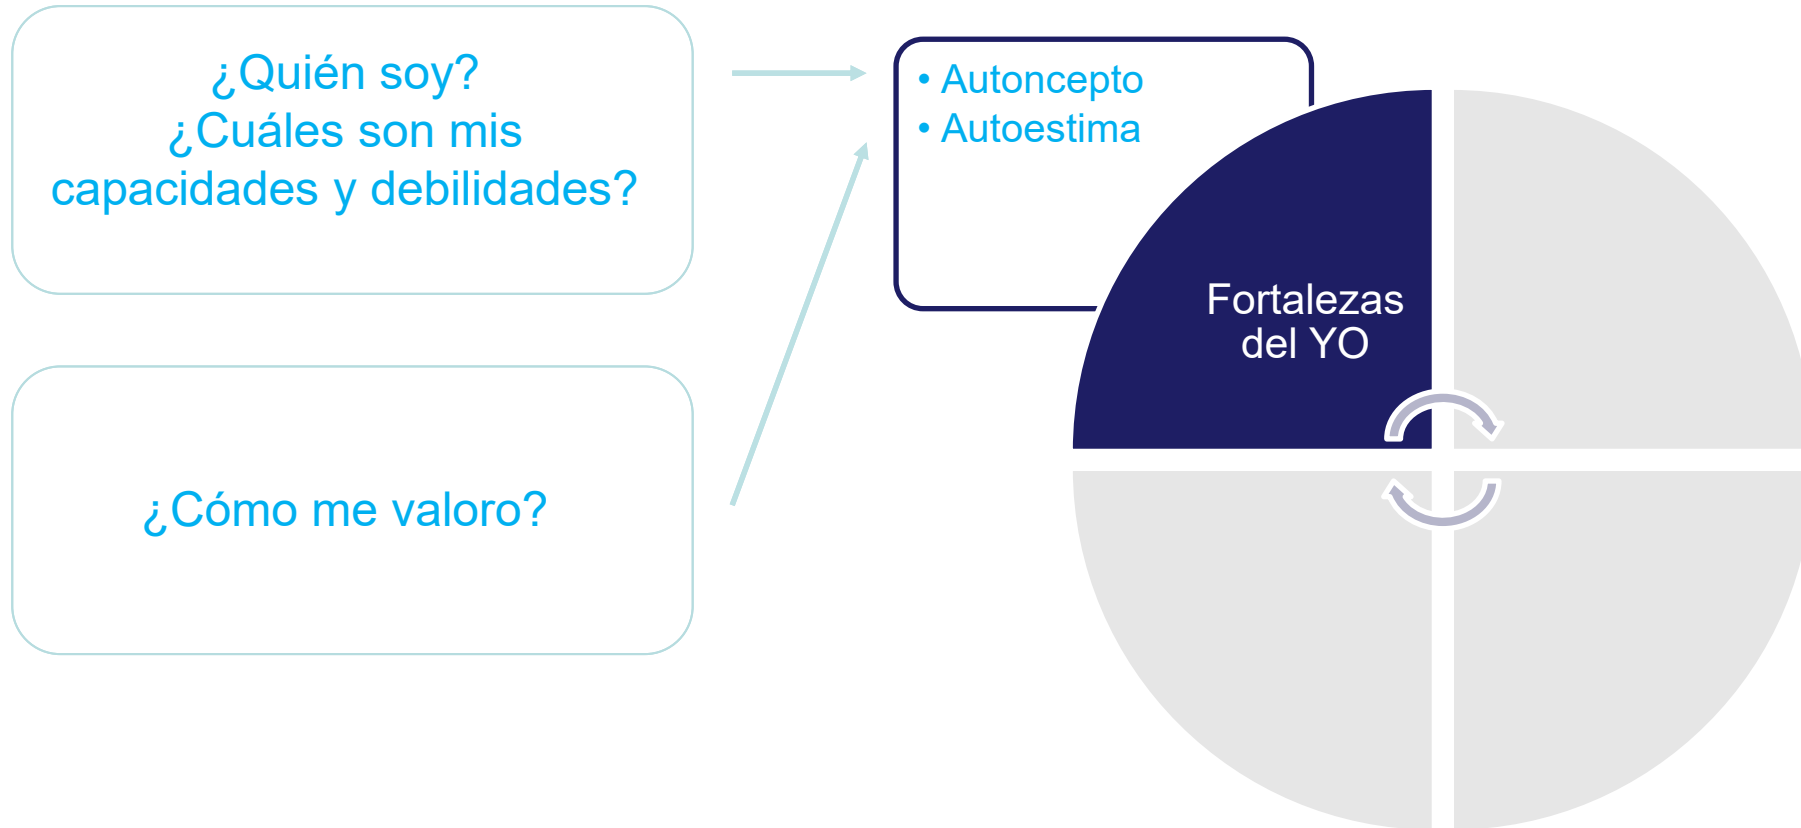 ¿Quién soy?
¿Cuáles son mis
capacidades y debilidades?
¿Cómo me valoro?
• Autoncepto
• Autoestima
Fortalezas
del YO